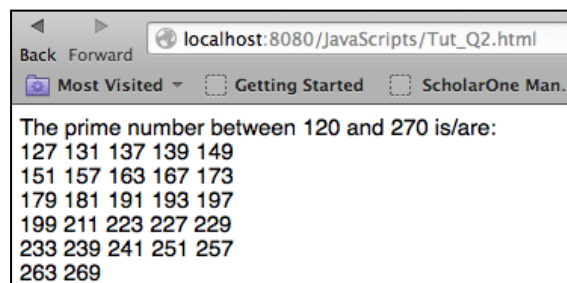 Back Forward localhost:8080/JavaScripts/Tut_Q2.html
Most Visited Getting Started ScholarOne Man.
The prime number between 120 and 270 is/are:
127 131 137 139 149
151 157 163 167 173
179 181 191 193 197
199 211 223 227 229
233 239 241 251 257
263 269